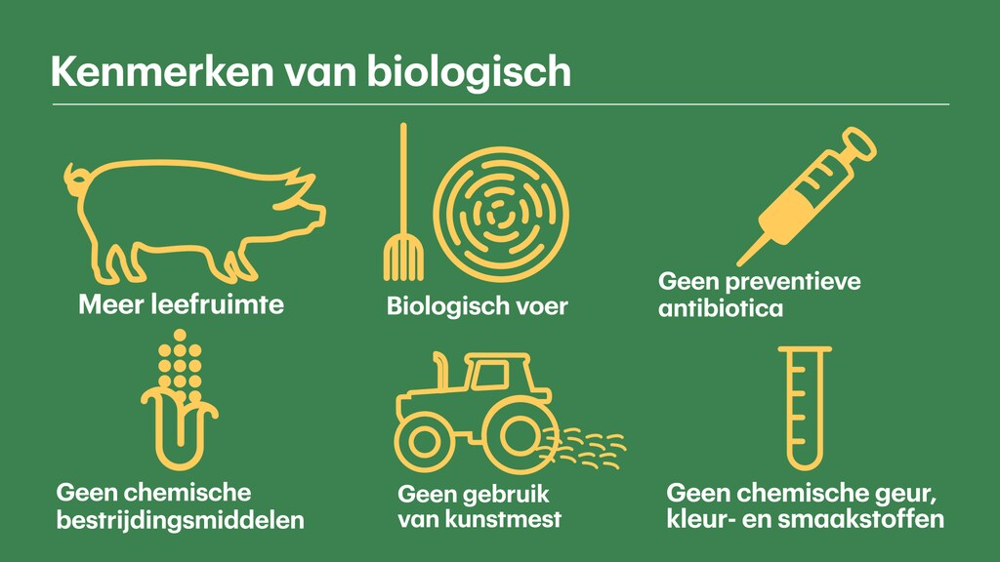 Kenmerken van biologisch
Meer leefruimte
Biologisch voer
Geen preventieve
antibiotica
Geen chemische
bestrijdingsmiddelen
Geen gebruik
van kunstmest
Geen chemische geur,
kleur- en smaakstoffen